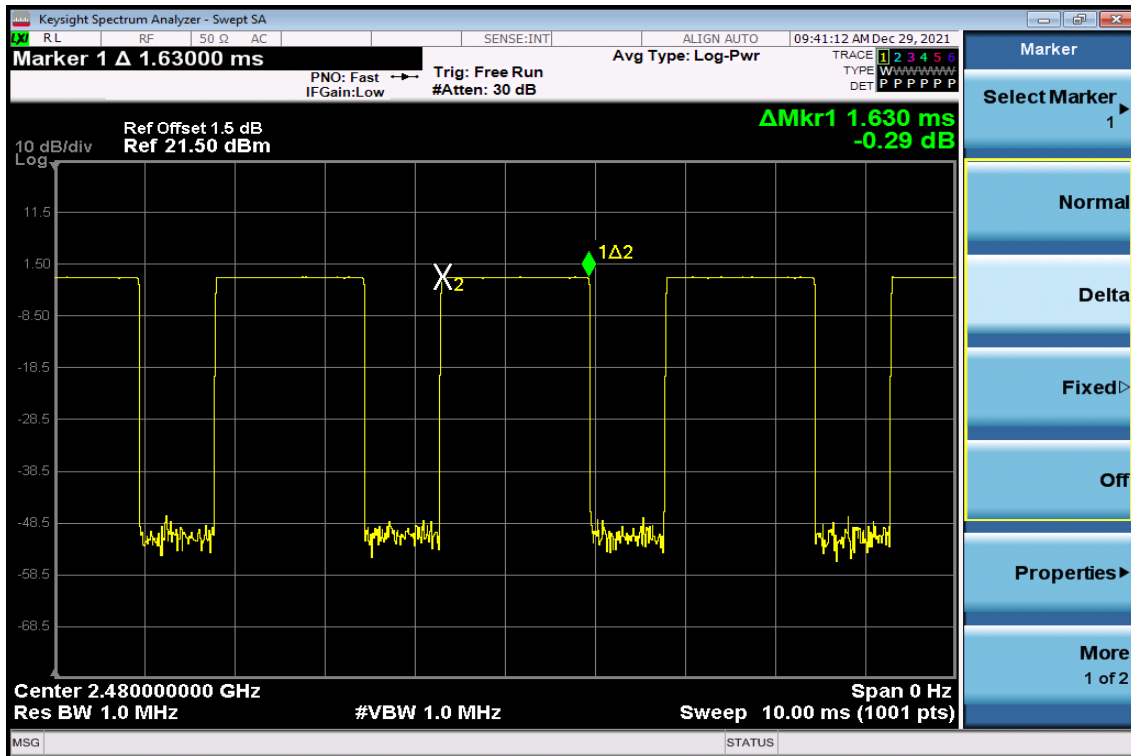 Keysight Spectrum Analyzer - Swept SA
LXI RL RF 50 Ω AC SENSE:INT ALIGN AUTO 09:41:12 AM Dec 29, 2021
Marker 1 Δ 1.63000 ms
PNO: Fast
IFGain:Low
Trig: Free Run
#Atten: 30 dB
Avg Type: Log-Pwr
TRACE 1 2 3 4 5 6
TYPE WWWWWW
DET P P P P P P
ΔMkr1 1.630 ms
-0.29 dB
Ref Offset 1.5 dB
10 dB/div Ref 21.50 dBm
Log
11.5
1.50
-8.50
-18.5
-28.5
-38.5
-48.5
-58.5
-68.5
X2
1Δ2
Center 2.480000000 GHz Span 0 Hz
Res BW 1.0 MHz #VBW 1.0 MHz Sweep 10.00 ms (1001 pts)
MSG STATUS
Marker
Select Marker
1
Normal
Delta
Fixed
Off
Properties
More
1 of 2